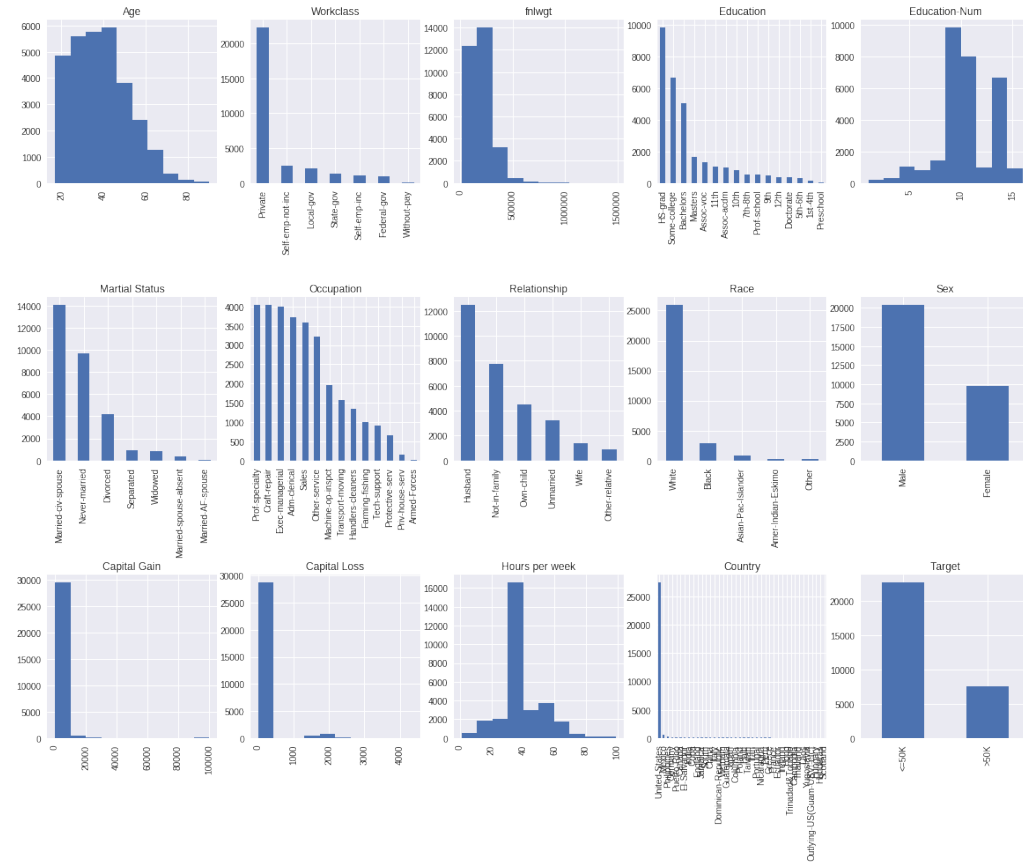 Age
Workclass
fnlwgt
Education
Education-Num
6000
5000
4000
3000
2000
1000
0
20
40
60
80
20000
15000
10000
5000
0
Private
Self-emp-not-inc
Local-gov
State-gov
Self-emp-inc
Federal-gov
Without-pay
14000
12000
10000
8000
6000
4000
2000
0
0
500000
1000000
1500000
10000
8000
6000
4000
2000
0
HS-grad
Some-college
Bachelors
Masters
Assoc-voc
11th
Assoc-acdm
10th
7th-8th
Prof-school
9th
12th
Doctorate
5th-6th
1st-4th
Preschool
10000
8000
6000
4000
2000
0
5
10
15
Martial Status
Occupation
Relationship
Race
Sex
14000
12000
10000
8000
6000
4000
2000
0
Married-civ-spouse
Never-married
Divorced
Separated
Widowed
Married-spouse-absent
Married-AF-spouse
4000
3500
3000
2500
2000
1500
1000
500
0
Prof-specialty
Craft-repair
Exec-managerial
Adm-clerical
Sales
Other-service
Machine-op-inspct
Transport-moving
Handlers-cleaners
Farming-fishing
Tech-support
Protective-serv
Priv-house-serv
Armed-Forces
12000
10000
8000
6000
4000
2000
0
Husband
Not-in-family
Own-child
Unmarried
Wife
Other-relative
25000
20000
15000
10000
5000
0
White
Black
Asian-Pac-Islander
Amer-Indian-Eskimo
Other
20000
17500
15000
12500
10000
7500
5000
2500
0
Male
Female
Capital Gain
Capital Loss
Hours per week
Country
Target
30000
25000
20000
15000
10000
5000
0
0
20000
40000
60000
80000
100000
30000
25000
20000
15000
10000
5000
0
0
1000
2000
3000
4000
16000
14000
12000
10000
8000
6000
4000
2000
0
20
40
60
80
100
25000
20000
15000
10000
5000
0
United-States
20000
15000
10000
5000
0
<=50K
>50K